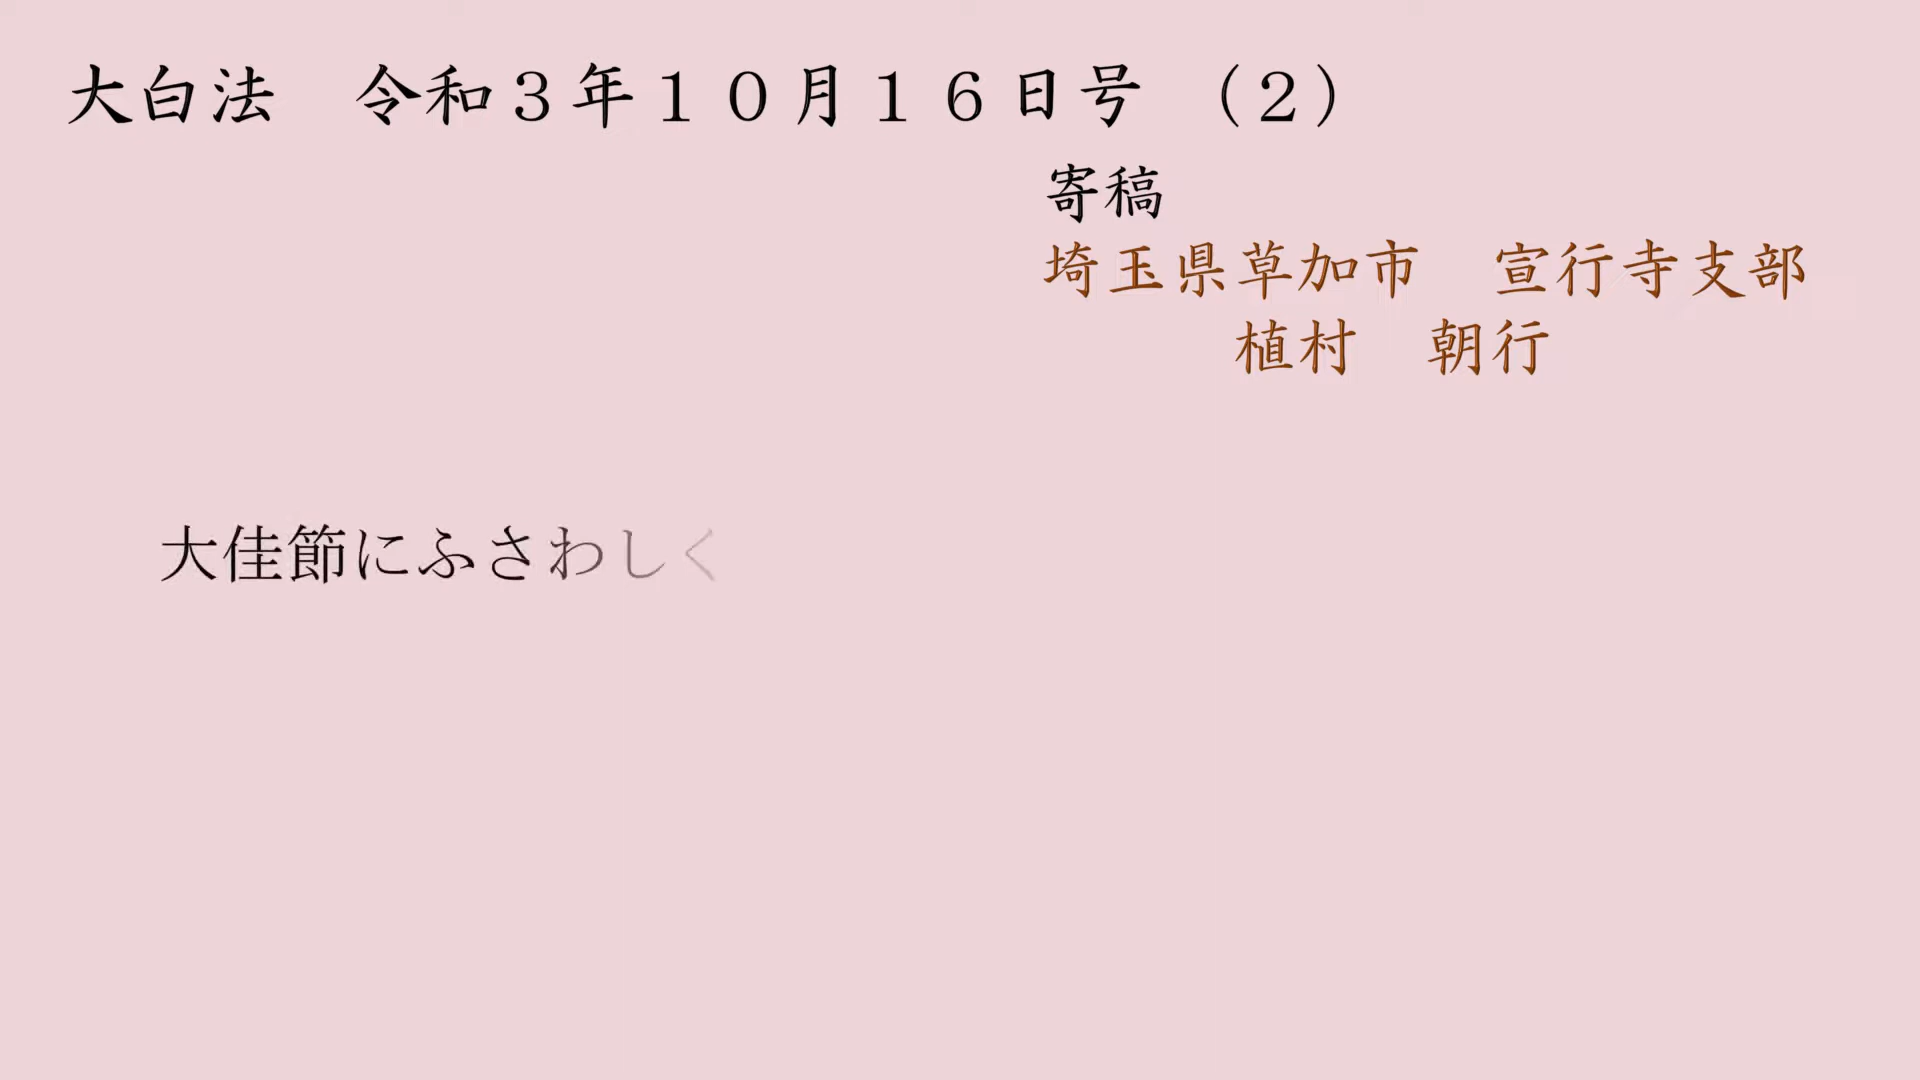 大白法　令和３年１０月１６日号　（２）
寄稿
埼玉県草加市　宣行寺支部
植村　朝行
大佳節にふさわしく